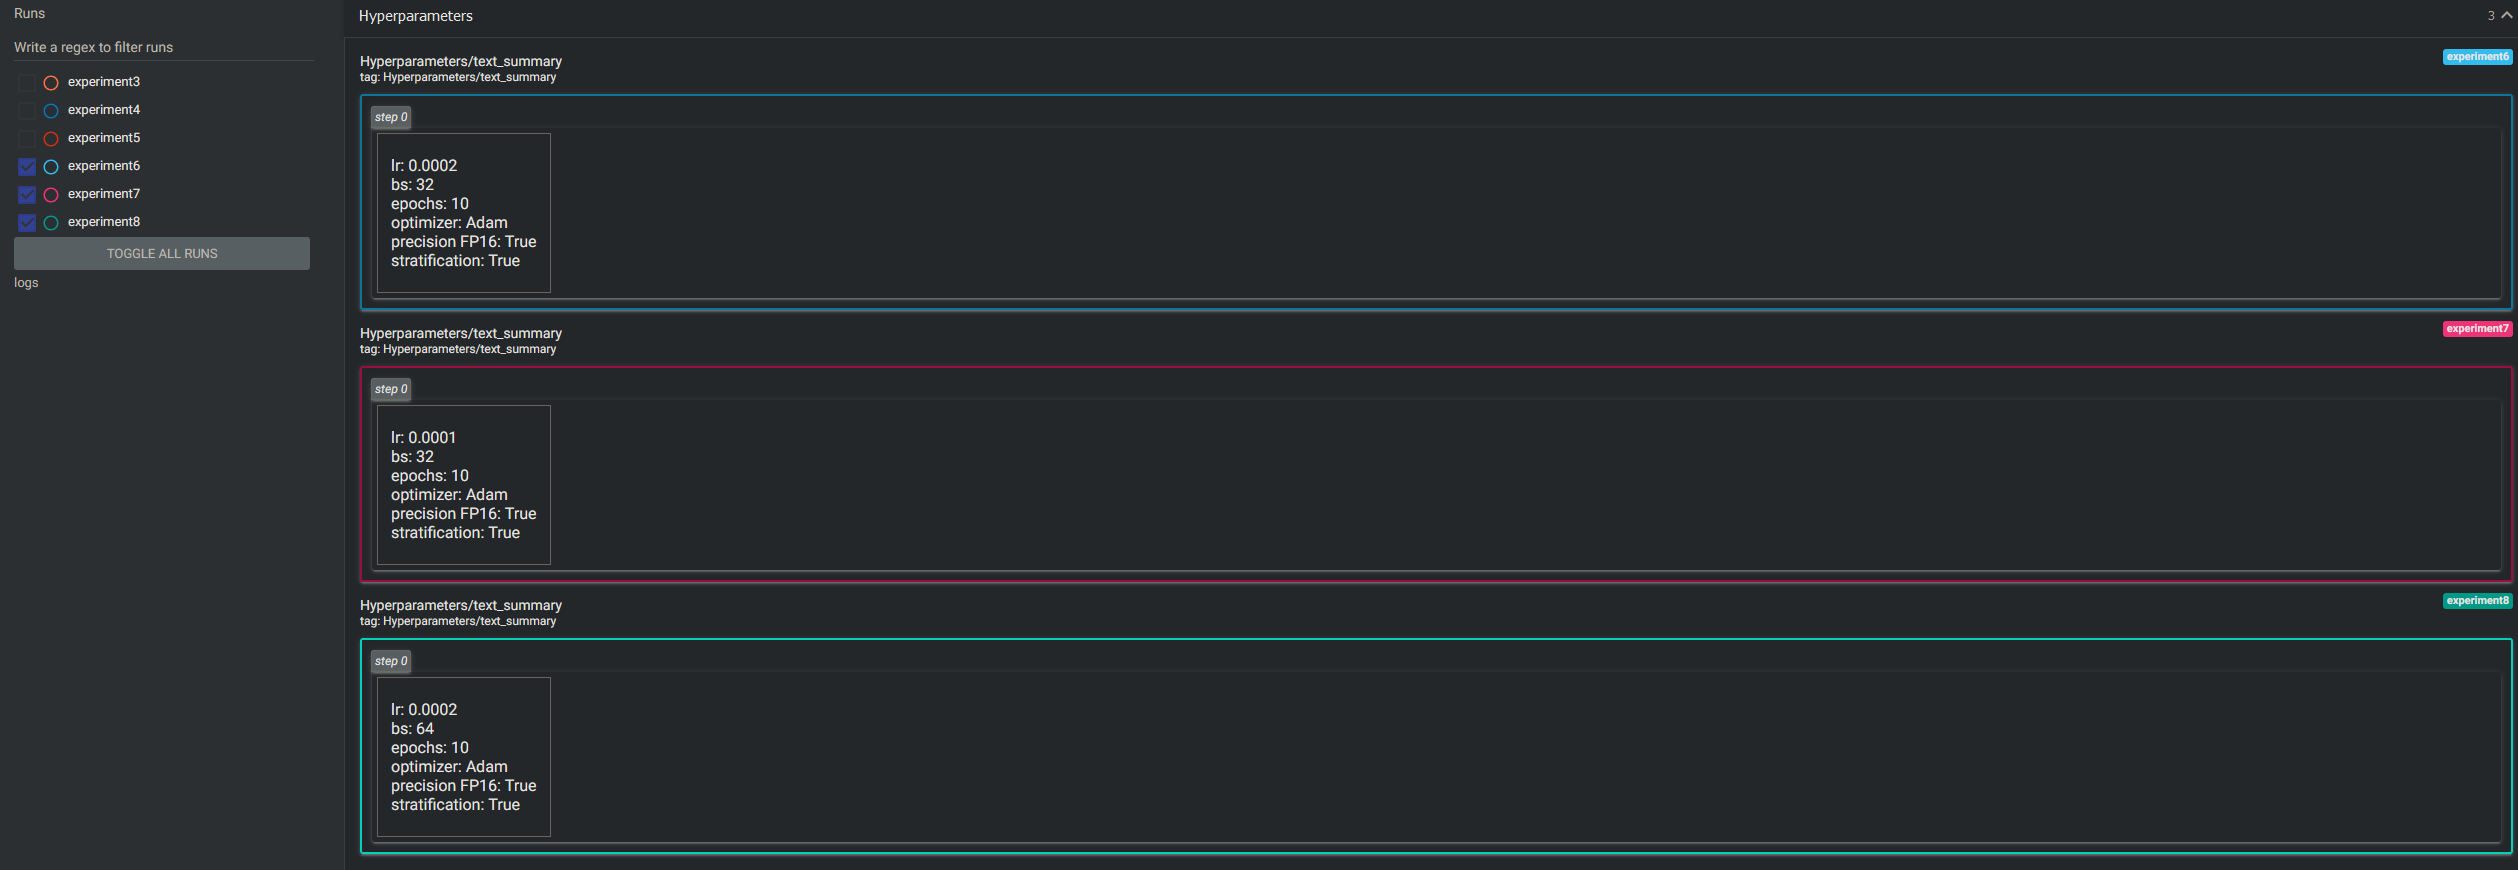 Runs
Write a regex to filter runs
experiment3
experiment4
experiment5
experiment6
experiment7
experiment8
TOGGLE ALL RUNS
logs
Hyperparameters
3
Hyperparameters/text_summary
experiment6
tag: Hyperparameters/text_summary
step 0
lr: 0.0002
bs: 32
epochs: 10
optimizer: Adam
precision FP16: True
stratification: True
Hyperparameters/text_summary
experiment7
tag: Hyperparameters/text_summary
step 0
lr: 0.0001
bs: 32
epochs: 10
optimizer: Adam
precision FP16: True
stratification: True
Hyperparameters/text_summary
experiment8
tag: Hyperparameters/text_summary
step 0
lr: 0.0002
bs: 64
epochs: 10
optimizer: Adam
precision FP16: True
stratification: True